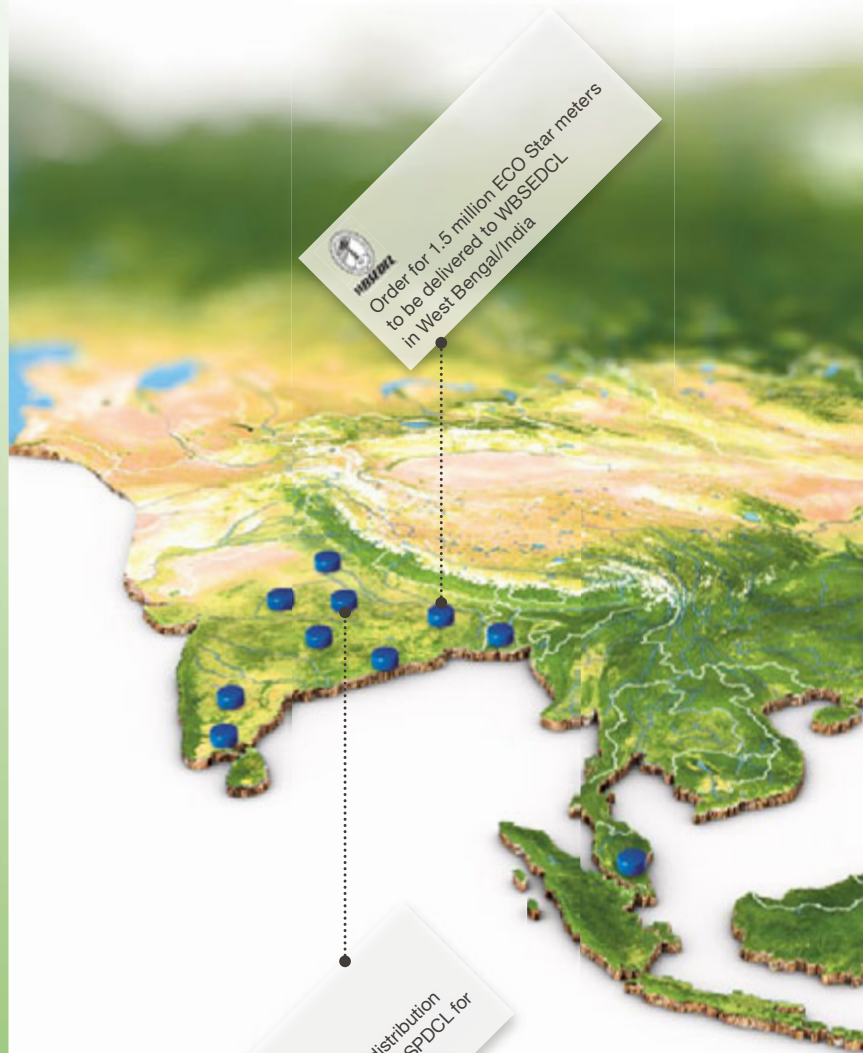 WBSEDCL
Order for 1.5 million ECO Star meters
to be delivered to WBSEDCL
in West Bengal/India
distribution
SPDCL for